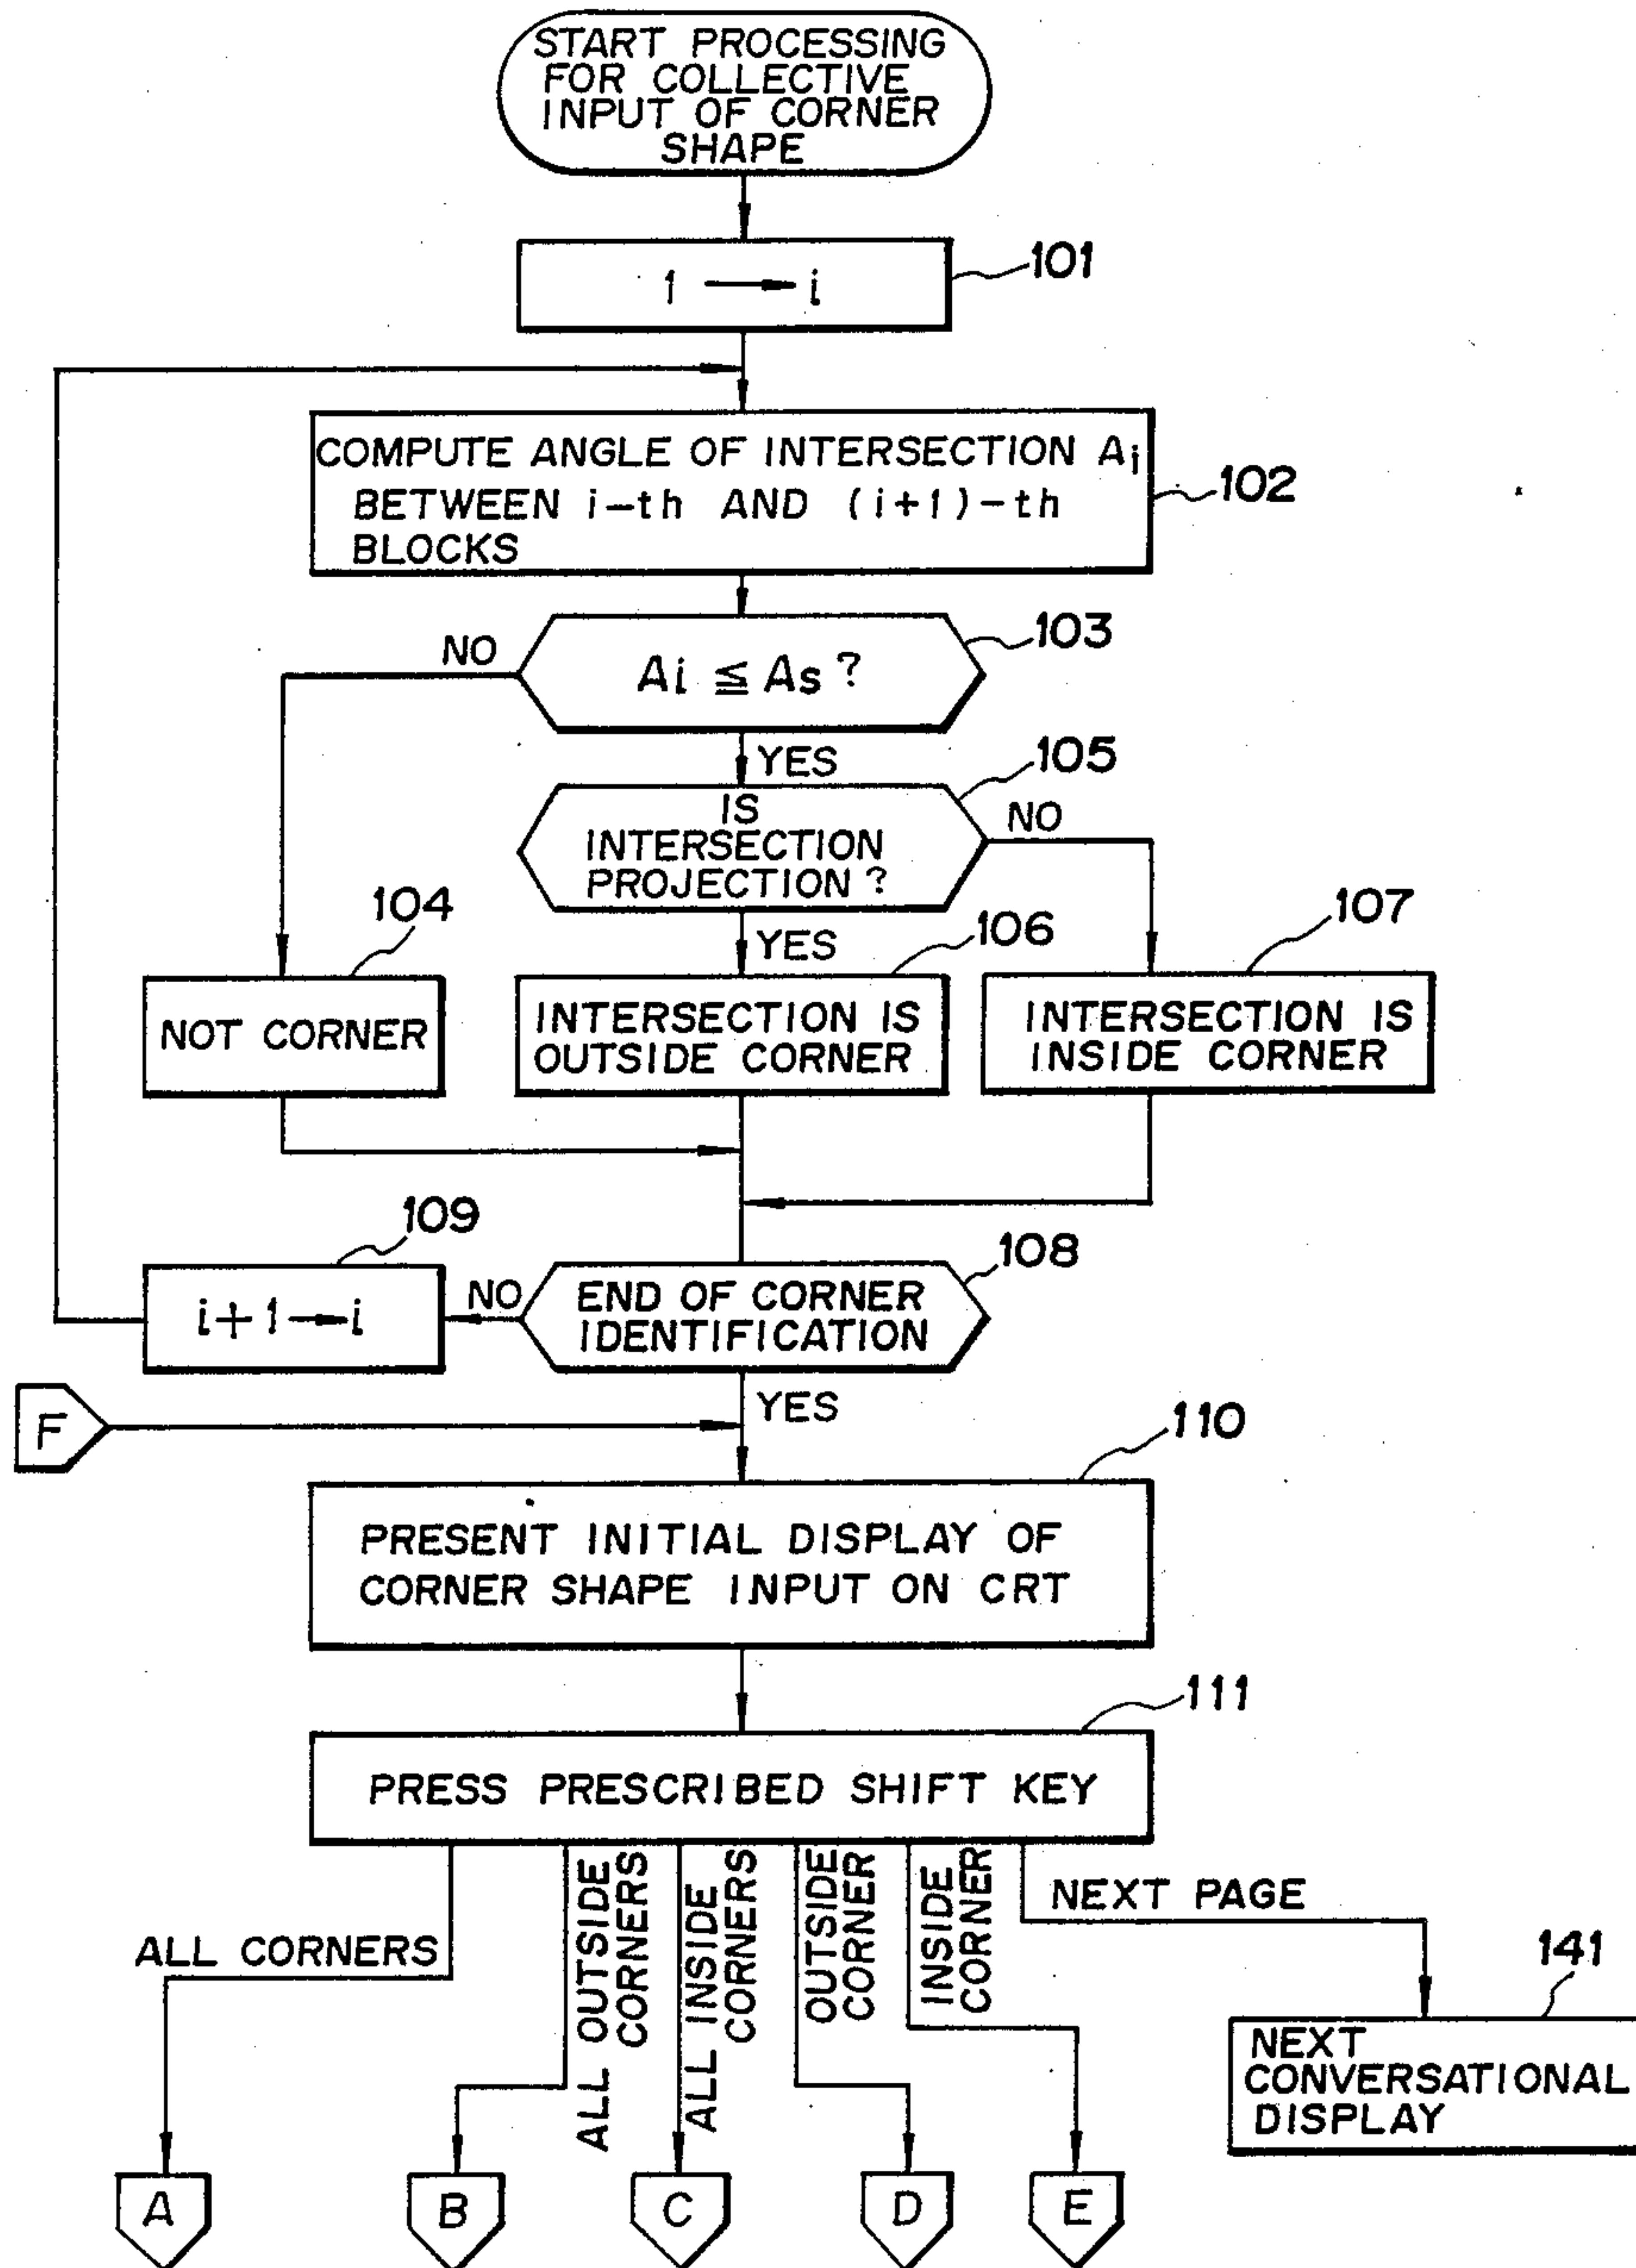 START PROCESSING
FOR COLLECTIVE
INPUT OF CORNER
SHAPE
101
1 → i
COMPUTE ANGLE OF INTERSECTION Ai
BETWEEN i-th AND (i+1)-th
BLOCKS
102
103
NO
Ai ≦ As ?
YES
105
IS
INTERSECTION
PROJECTION ?
NO
104
YES
106
107
NOT CORNER
INTERSECTION IS
OUTSIDE CORNER
INTERSECTION IS
INSIDE CORNER
109
108
i+1→i
NO
END OF CORNER
IDENTIFICATION
F
YES
110
PRESENT INITIAL DISPLAY OF
CORNER SHAPE INPUT ON CRT
111
PRESS PRESCRIBED SHIFT KEY
ALL CORNERS
ALL OUTSIDE
CORNERS
ALL INSIDE
CORNERS
OUTSIDE
CORNER
INSIDE
CORNER
NEXT PAGE
141
NEXT
CONVERSATIONAL
DISPLAY
A
B
C
D
E